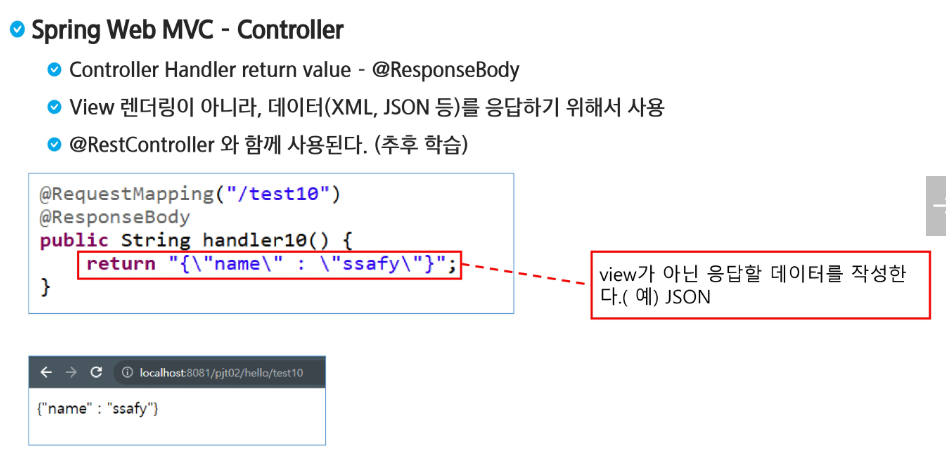 Spring Web MVC - Controller
Controller Handler return value - @ResponseBody
View 렌더링이 아니라, 데이터(XML, JSON 등)를 응답하기 위해서 사용
@RestController 와 함께 사용된다. (추후 학습)
@RequestMapping("/test10")
@ResponseBody
public String handler10() {
return "{\"name\" : \"ssafy\"}";
}
view가 아닌 응답할 데이터를 작성한
다.( 예) JSON
localhost:8081/pjt02/hello/test10
{"name" : "ssafy"}